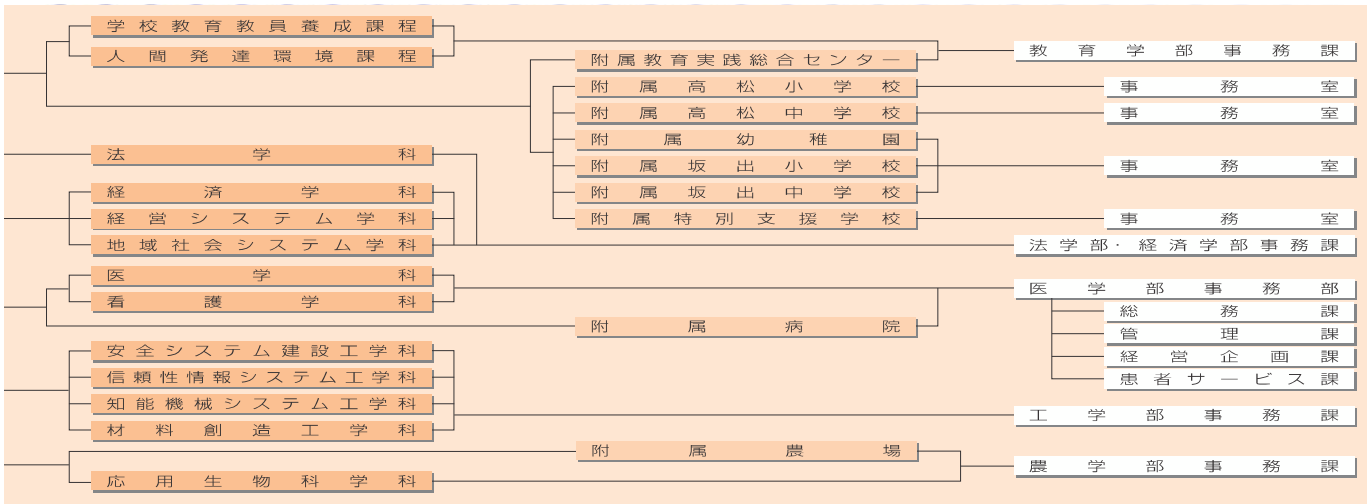 学校教育教員養成課程
人間発達環境課程
教育学部事務課
附属教育実践総合センター
附属高松小学校
事務室
附属高松中学校
事務室
附属幼稚園
法学科
附属坂出小学校
事務室
経済学科
附属坂出中学校
経営システム学科
附属特別支援学校
事務室
地域社会システム学科
法学部・経済学部事務課
医学科
看護学科
医学部事務部
総務課
附属病院
管理課
安全システム建設工学科
経営企画課
信頼性情報システム工学科
患者サービス課
知能機械システム工学科
工学部事務課
材料創造工学科
附属農場
農学部事務課
応用生物科学科